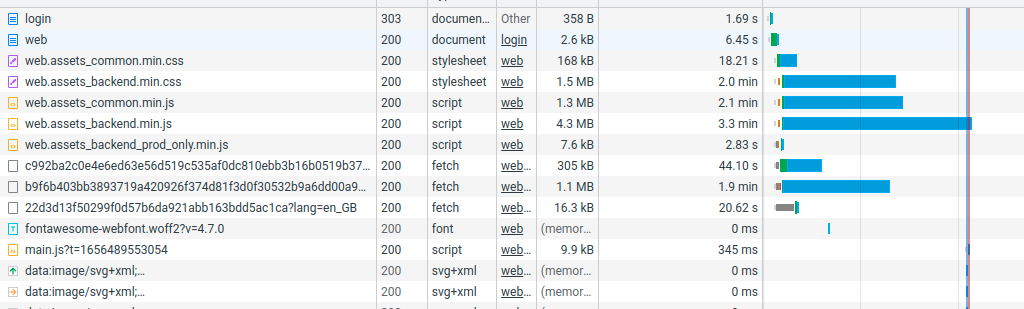 login 303 documen... Other 358 B 1.69 s
web 200 document login 2.6 kB 6.45 s
web.assets_common.min.css 200 stylesheet web 168 kB 18.21 s
web.assets_backend.min.css 200 stylesheet web 1.5 MB 2.0 min
web.assets_common.min.js 200 script web 1.3 MB 2.1 min
web.assets_backend.min.js 200 script web 4.3 MB 3.3 min
web.assets_backend_prod_only.min.js 200 script web 7.6 kB 2.83 s
c992ba2c0e4e6ed63e56d519c535af0dc810ebb3b16b0519b37... 200 fetch web... 305 kB 44.10 s
b9f6b403bb3893719a420926f374d81f3d0f30532b9a6dd00a9... 200 fetch web... 1.1 MB 1.9 min
22d3d13f50299f0d57b6da921abb163bdd5ac1ca?lang=en_GB 200 fetch web... 16.3 kB 20.62 s
fontawesome-webfont.woff2?v=4.7.0 200 font web... (memor... 0 ms
main.js?t=1656489553054 200 script web... 9.9 kB 345 ms
data:image/svg+xml;... 200 svg+xml web... (memor... 0 ms
data:image/svg+xml;... 200 svg+xml web... (memor... 0 ms